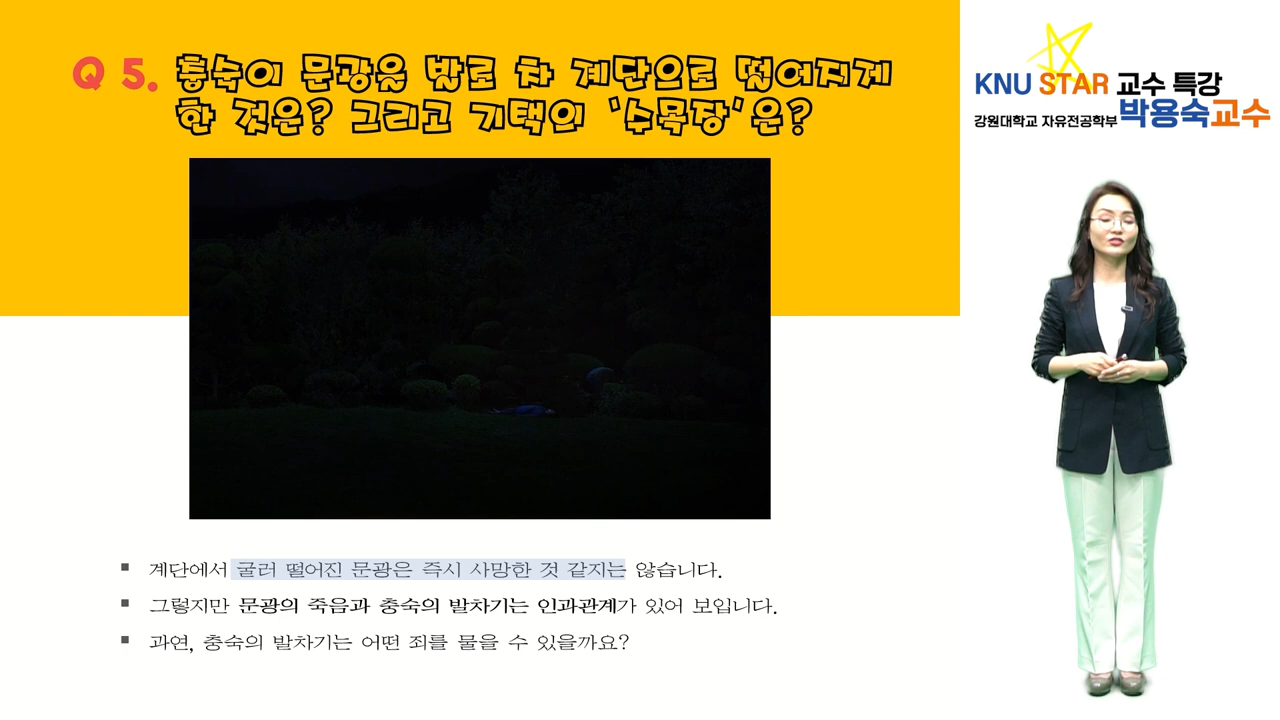 Q 5. 충숙이 문광을 발로 차 계단으로 떨어지게
한 것은? 그리고 기택의 '수목장'은?
계단에서 굴러 떨어진 문광은 즉시 사망한 것 같지는 않습니다.
그렇지만 문광의 죽음과 충숙의 발차기는 인과관계가 있어 보입니다.
과연, 충숙의 발차기는 어떤 죄를 물을 수 있을까요?
KNU STAR 교수 특강
강원대학교 자유전공학부 박용숙교수